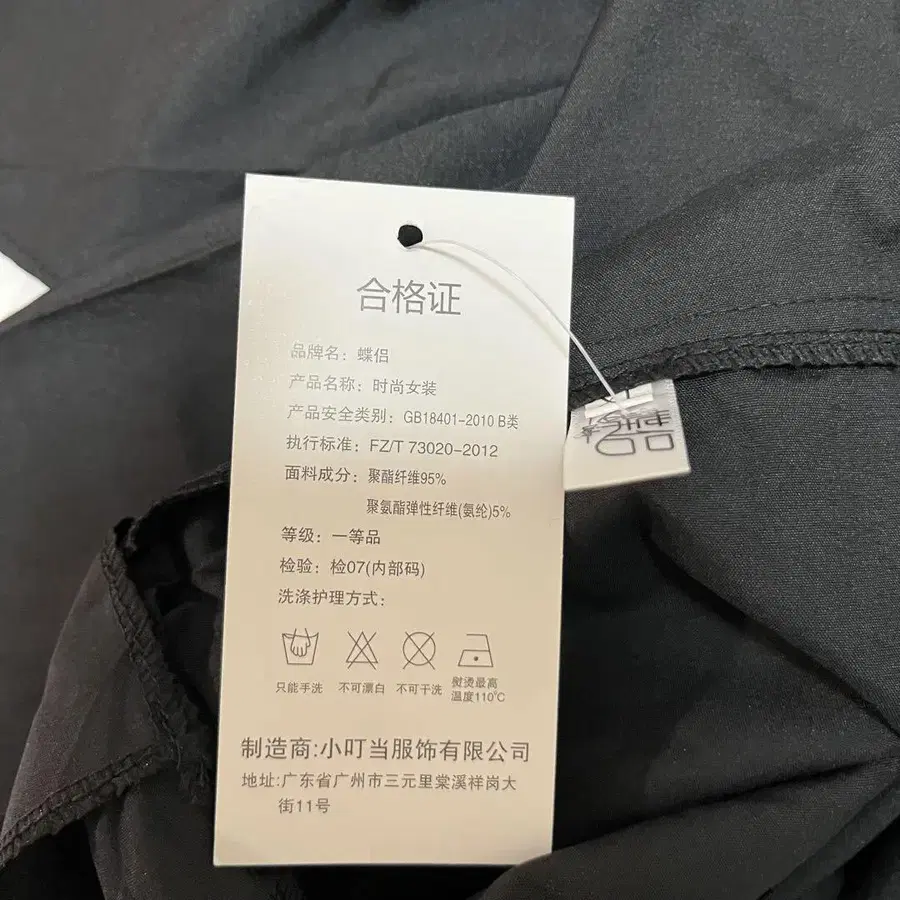 合格证
品牌名：蝶侣
产品名称：时尚女装
产品安全类别：GB18401-2010 B类
执行标准：FZ/T 73020-2012
面料成分：聚酯纤维95%
聚氨酯弹性纤维(氨纶)5%
等级：一等品
检验：检07(内部码)
洗涤护理方式：
只能手洗 不可漂白 不可干洗 熨烫最高
温度110℃
制造商:小叮当服饰有限公司
地址:广东省广州市三元里棠溪祥岗大
街11号